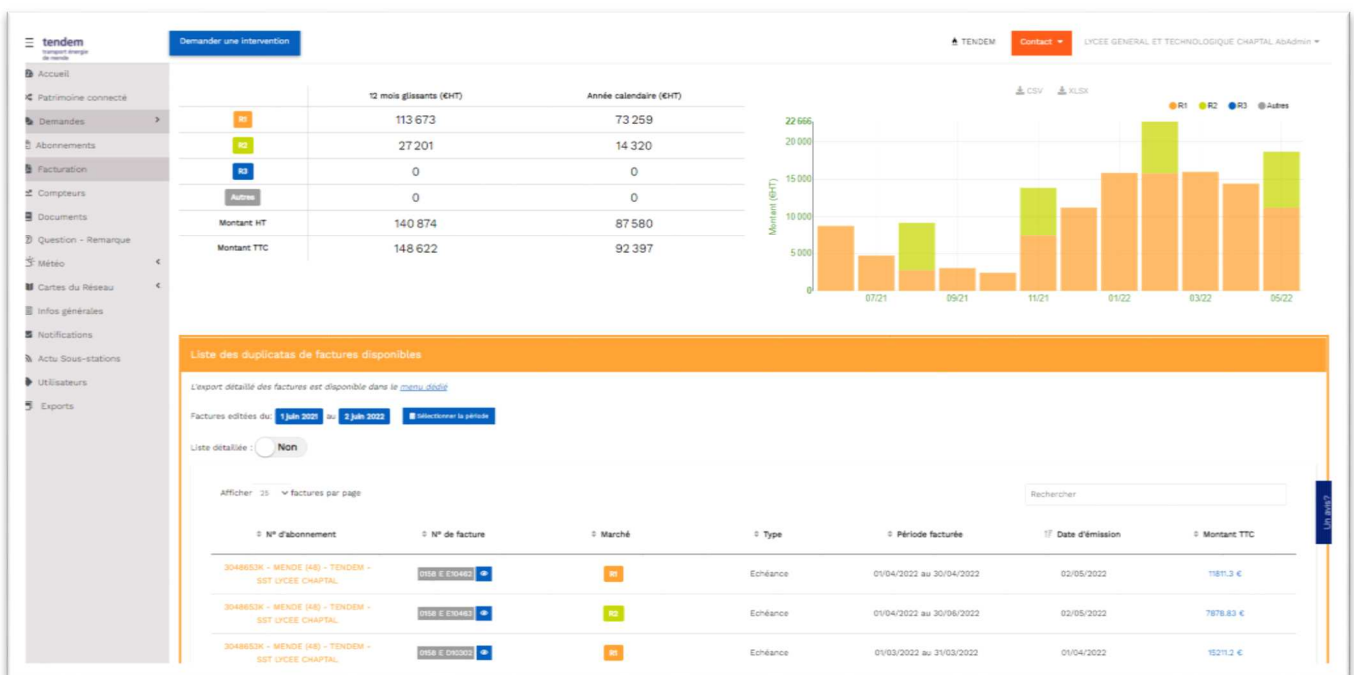 tendem
transport énergie
de mende
Demander une intervention
TENDEM
Contact
LYCEE GENERAL ET TECHNOLOGIQUE CHAPTAL AbAdmin
Accueil
Patrimoine connecté
Demandes
Abonnements
Facturation
Compteurs
Documents
Question - Remarque
Météo
Cartes du Réseau
Infos générales
Notifications
Actu Sous-stations
Utilisateurs
Exports
12 mois glissants (€HT) Année calendaire (€HT)
R1 113 673 73 259
R2 27 201 14 320
R3 0 0
Autres 0 0
Montant HT 140 874 87 580
Montant TTC 148 622 92 397
CSV XLSX
R1 R2 R3 Autres
Montant (€HT)
22 666
20 000
15 000
10 000
5 000
0
07/21 09/21 11/21 01/22 03/22 05/22
Liste des duplicatas de factures disponibles
L'export détaillé des factures est disponible dans le menu dédié
Factures editées du: 1 juin 2021 au 2 juin 2022 Sélectionner la période
Liste détaillée : Non
Afficher 25 factures par page
Rechercher
Un avis?
N° d'abonnement N° de facture Marché Type Période facturée Date d'émission Montant TTC
3048653K - MENDE (48) - TENDEM -
SST LYCEE CHAPTAL
0158 E E10462 R1 Echéance 01/04/2022 au 30/04/2022 02/05/2022 11811.3 €
3048653K - MENDE (48) - TENDEM -
SST LYCEE CHAPTAL
0158 E E10463 R2 Echéance 01/04/2022 au 30/06/2022 02/05/2022 7878.83 €
3048653K - MENDE (48) - TENDEM -
SST LYCEE CHAPTAL
0158 E D10302 R1 Echéance 01/03/2022 au 31/03/2022 01/04/2022 15211.2 €